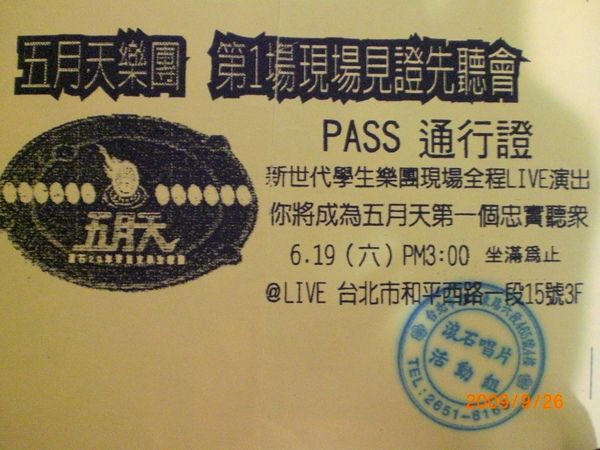 五月天樂團 第1場現場見證先聽會
PASS 通行證
新世代學生樂團現場全程LIVE演出
你將成為五月天第一個忠實聽衆
6.19（六）PM3:00 坐滿爲止
@LIVE 台北市和平西路一段15號3F
五月天
滾石唱片
活動組
TEL:2651-816
2009/9/26